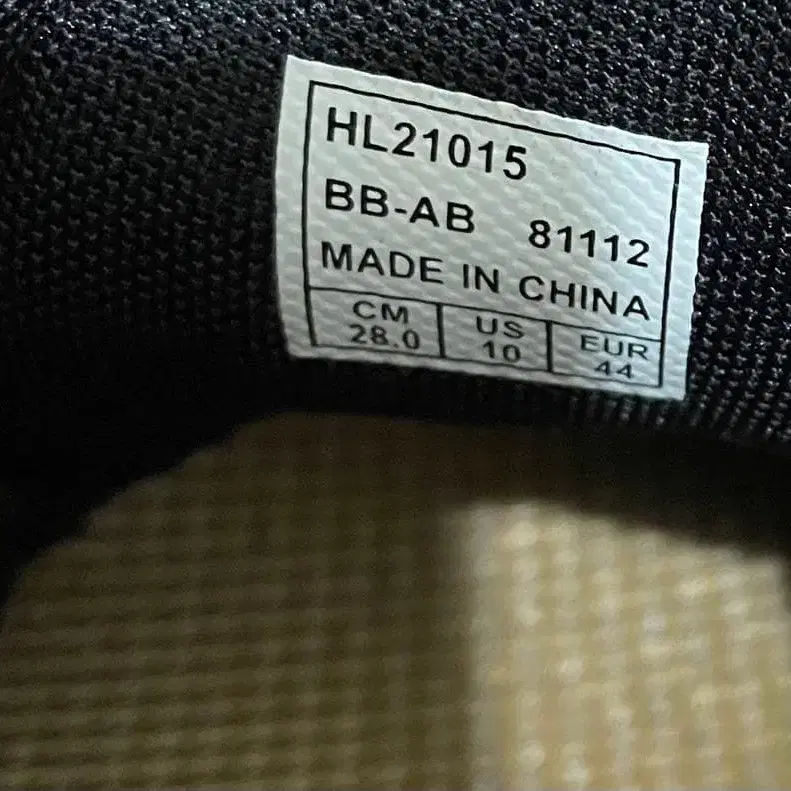 HL21015
BB-AB 81112
MADE IN CHINA
CM US EUR
28.0 10 44